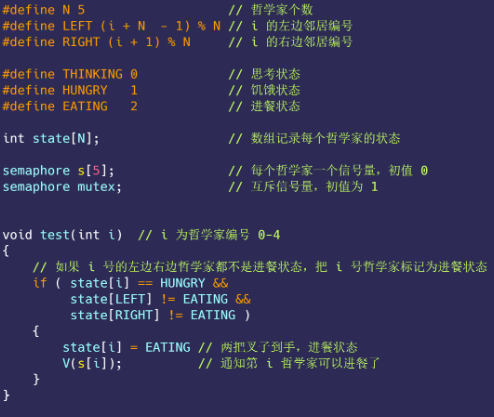 #define N 5 // 哲学家个数
#define LEFT (i + N - 1) % N // i 的左边邻居编号
#define RIGHT (i + 1) % N // i 的右边邻居编号
#define THINKING 0 // 思考状态
#define HUNGRY 1 // 饥饿状态
#define EATING 2 // 进餐状态
int state[N]; // 数组记录每个哲学家的状态
semaphore s[5]; // 每个哲学家一个信号量，初值 0
semaphore mutex; // 互斥信号量，初值为 1
void test(int i) // i 为哲学家编号 0-4
{
// 如果 i 号的左边右边哲学家都不是进餐状态，把 i 号哲学家标记为进餐状态
if ( state[i] == HUNGRY &&
state[LEFT] != EATING &&
state[RIGHT] != EATING )
{
state[i] = EATING // 两把叉子到手，进餐状态
V(s[i]); // 通知第 i 哲学家可以进餐了
}
}